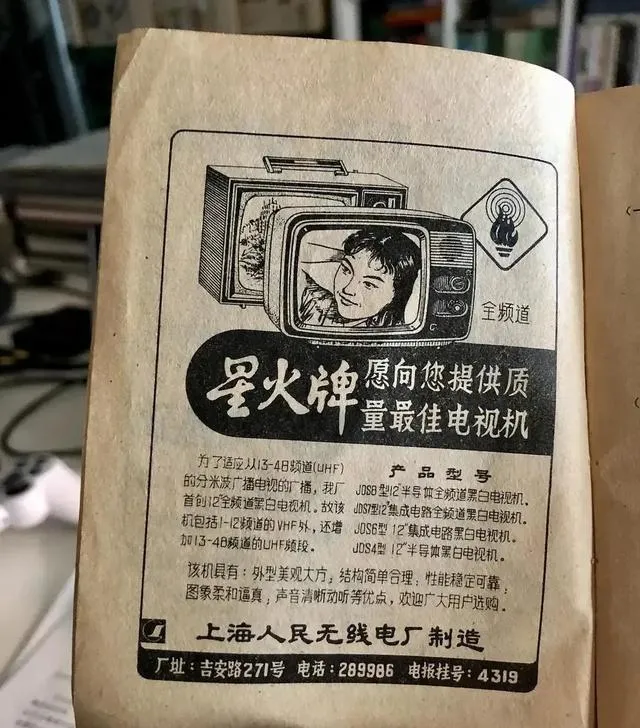 全频道
星火牌
愿向您提供质
量最佳电视机
为了适应从13-48频道(UHF)
的分米波广播电视的广播，我厂
首创12"全频道黑白电视机。故该
机包括1-12频道的VHF外，还增
加13-48频道的UHF频段。
产品型号
JDS8型12"半导体全频道黑白电视机。
JDS7型12"集成电路全频道黑白电视机。
JDS6型 12"集成电路黑白电视机。
JDS4型 12"半导体黑白电视机。
该机具有：外型美观大方；结构简单合理；性能稳定可靠；
图象柔和逼真；声音清晰动听等优点，欢迎广大用户选购。
上海人民无线电厂制造
厂址：吉安路271号 电话：289986 电报挂号：4319